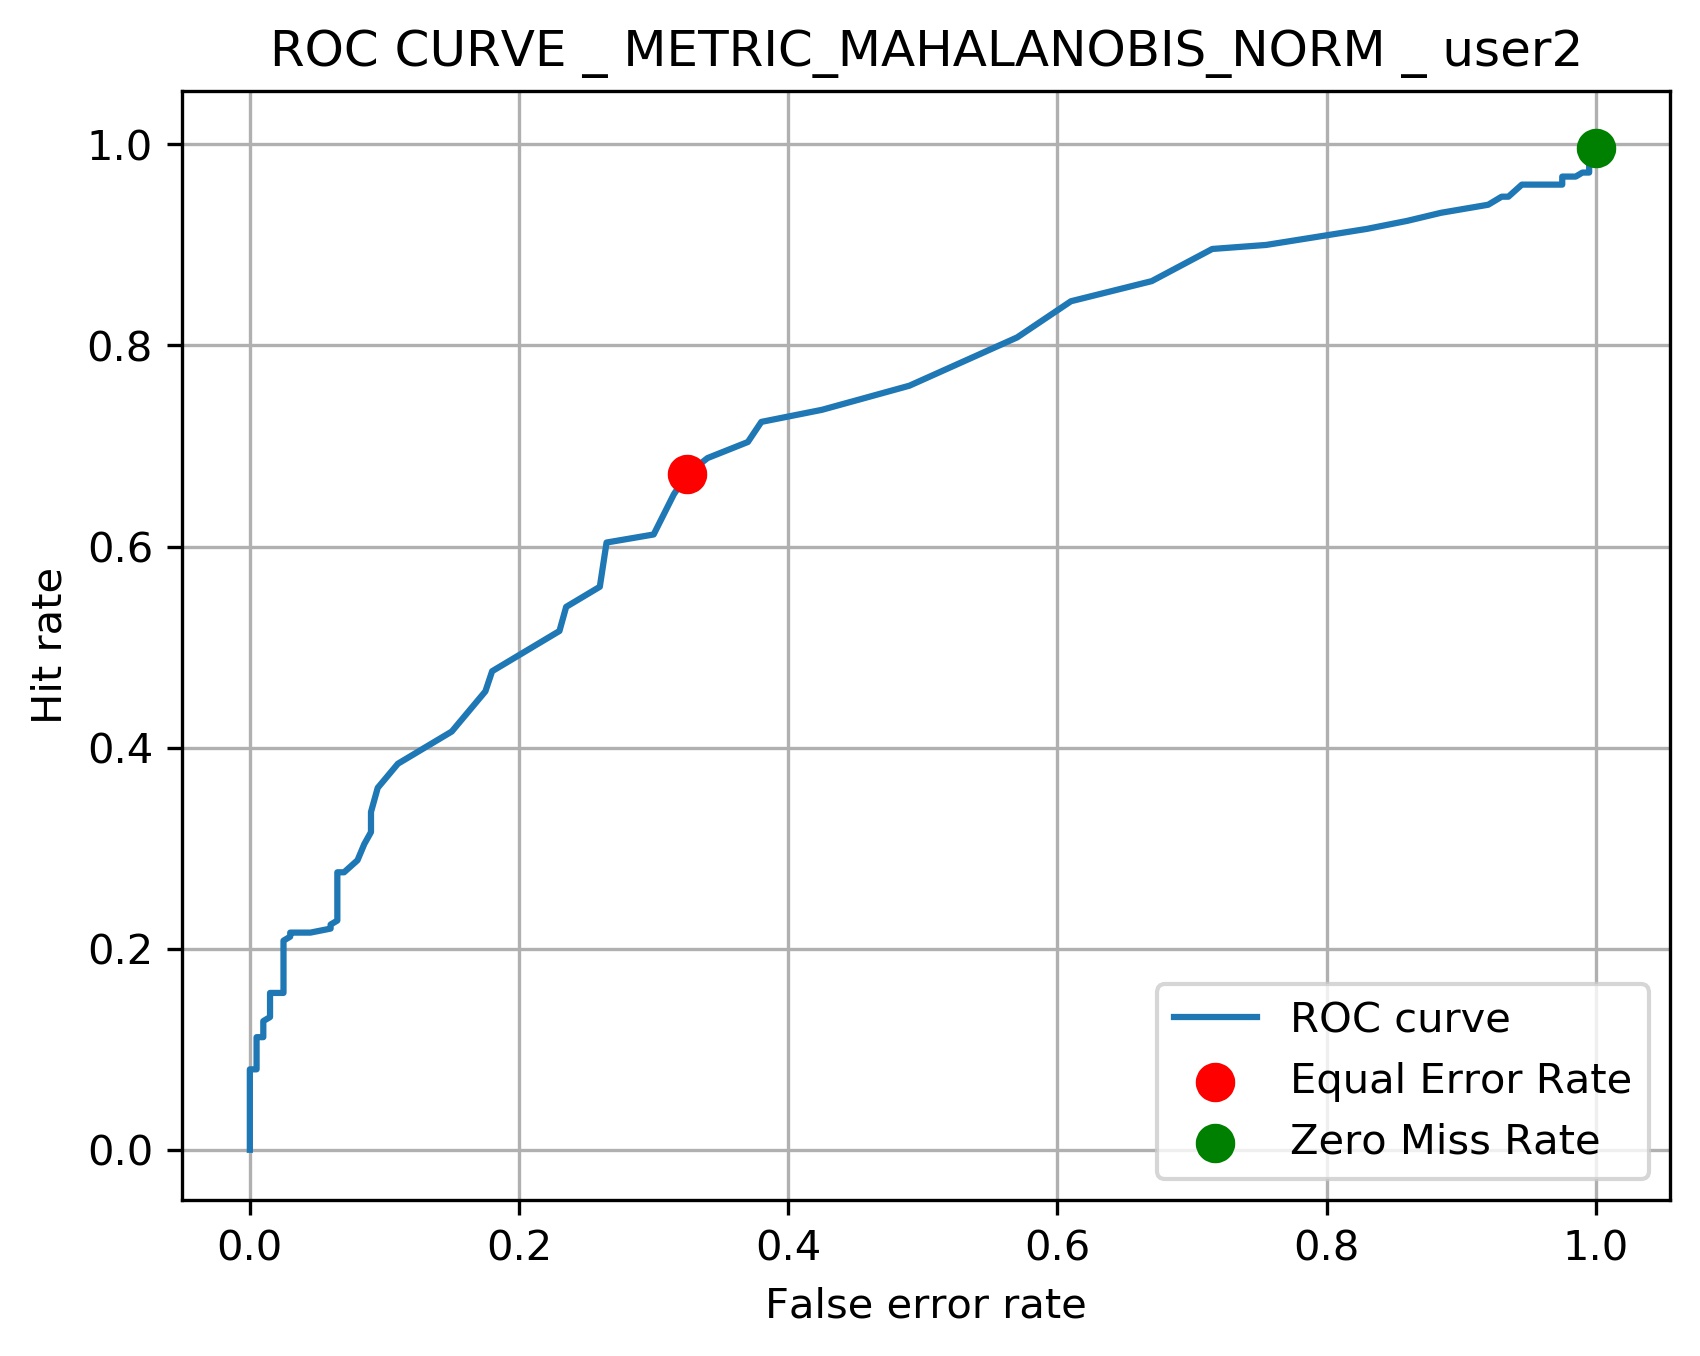 ROC CURVE _ METRIC_MAHALANOBIS_NORM _ user2
1.0
0.8
0.6
0.4
0.2
0.0
Hit rate
ROC curve
Equal Error Rate
Zero Miss Rate
0.0 0.2 0.4 0.6 0.8 1.0
False error rate